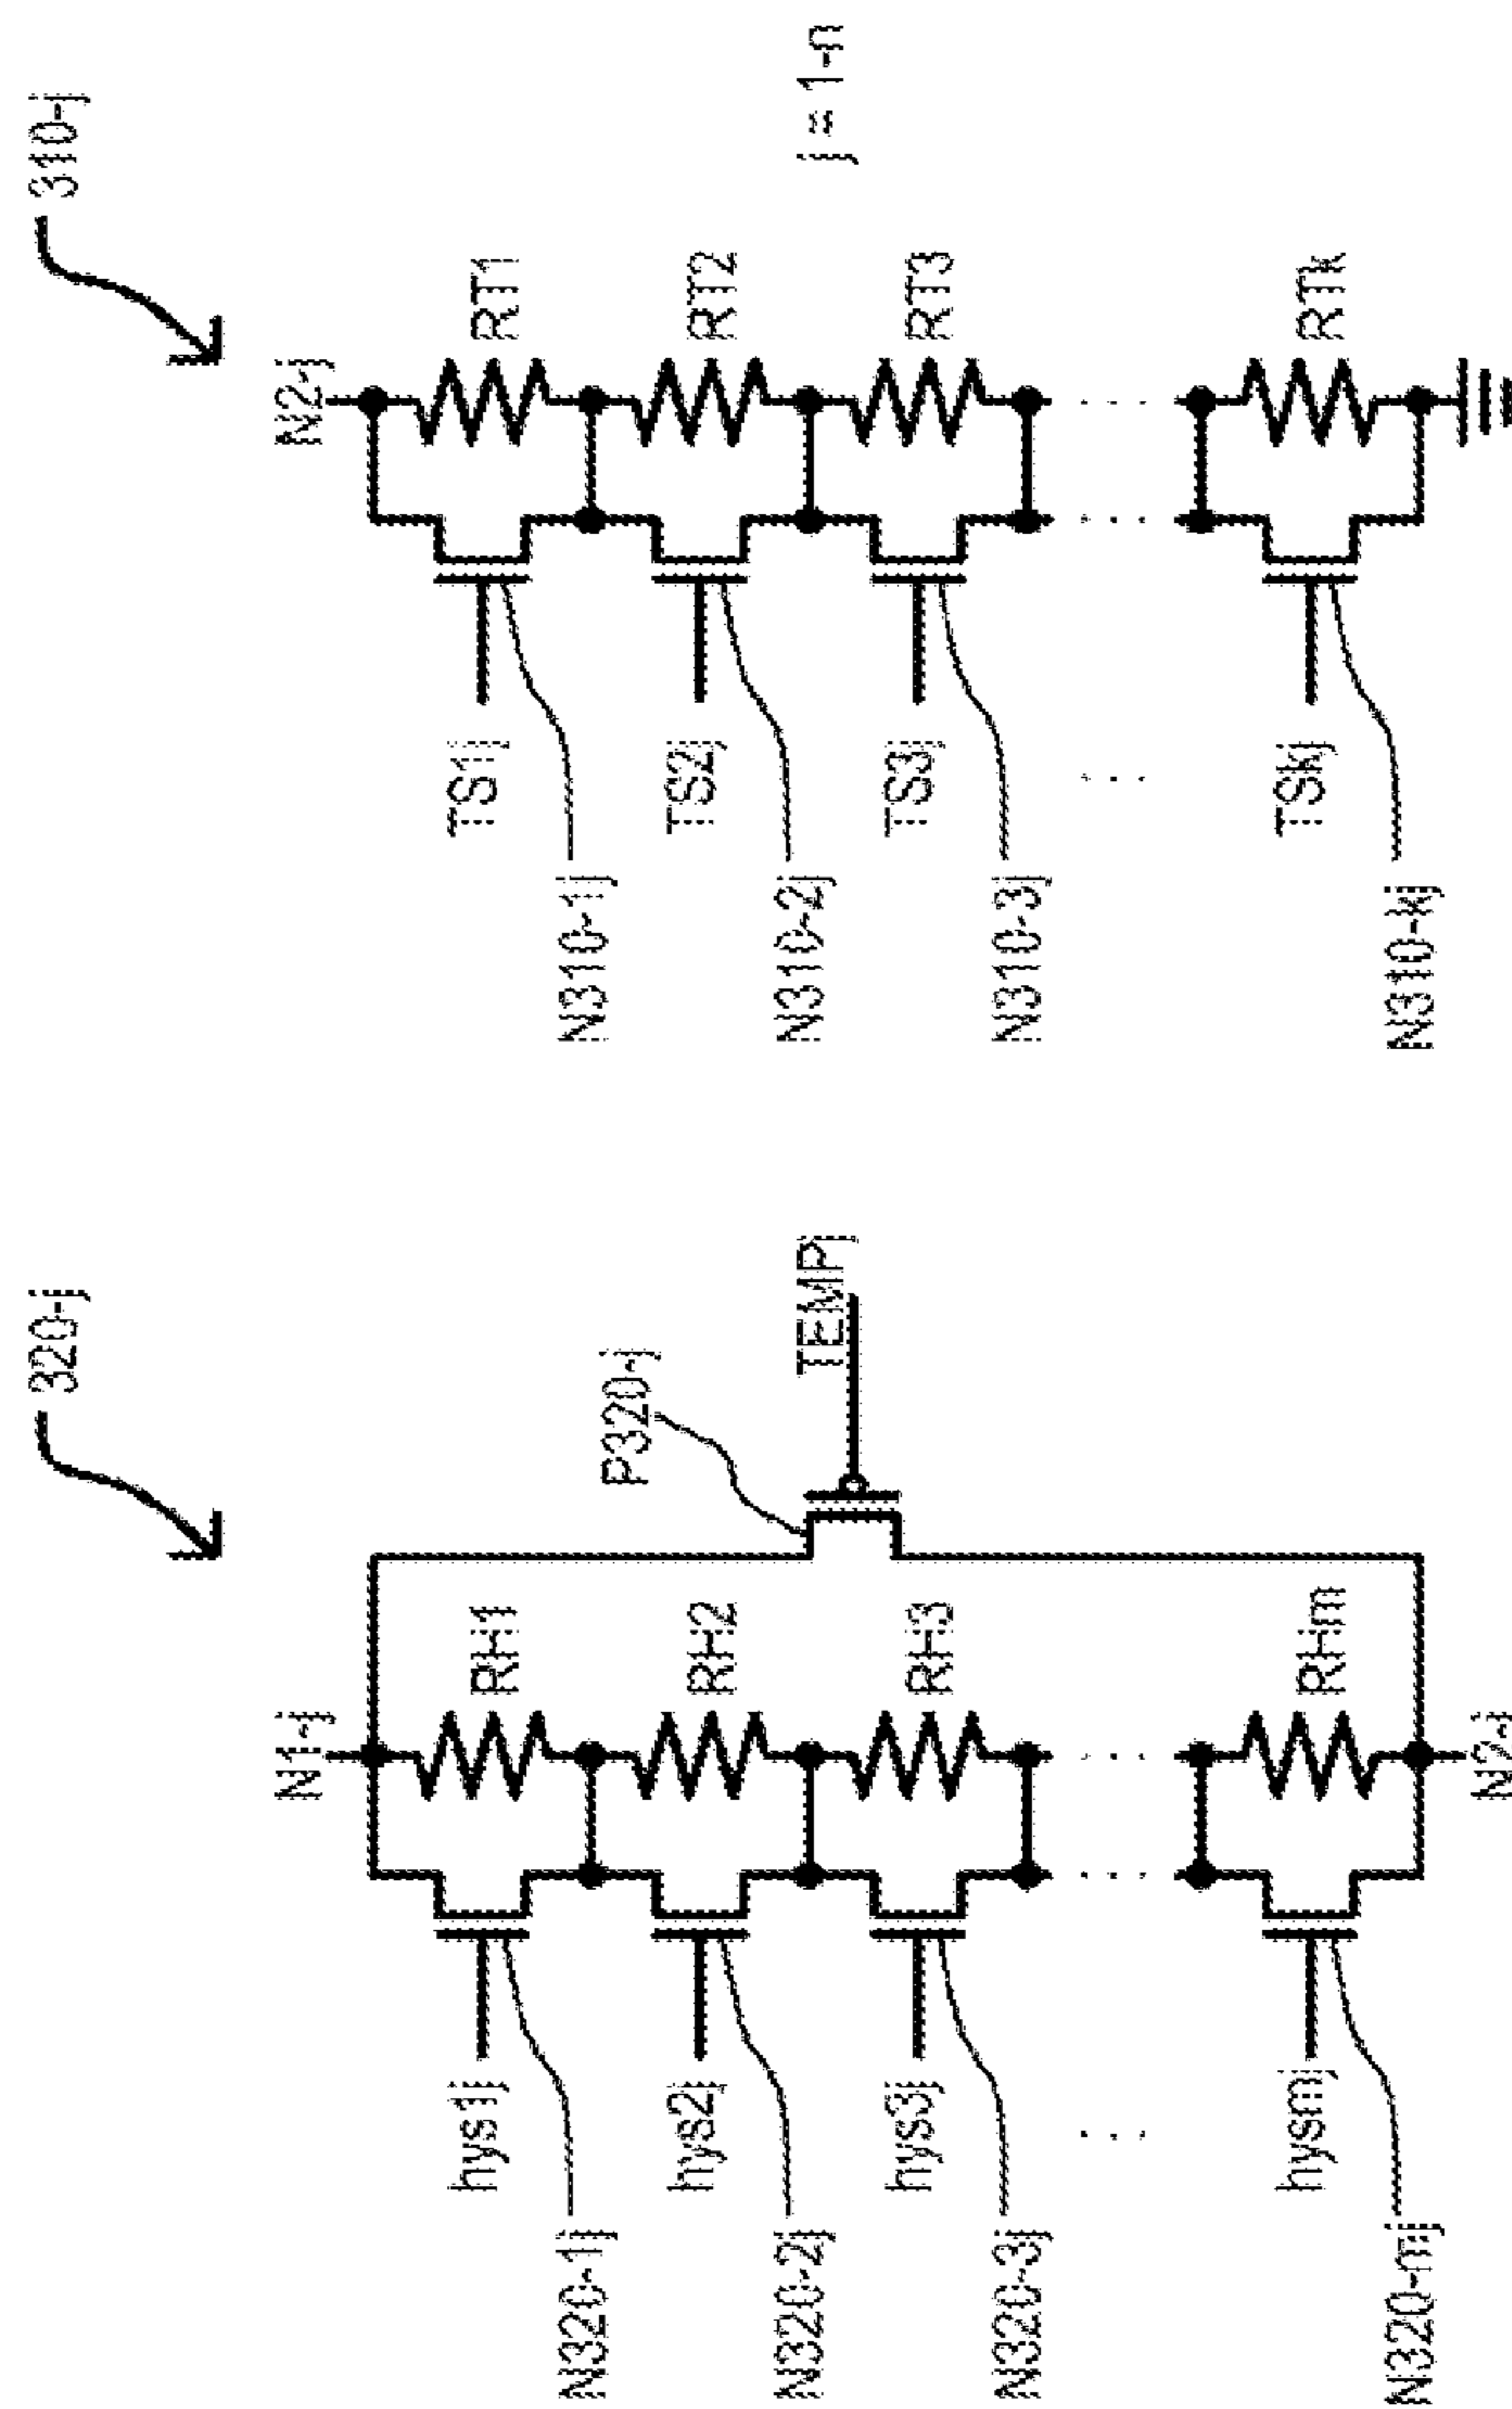 320-j
N1-j
hys1j
N320-1j
RH1
hys2j
N320-2j
RH2
P320-j
hys3j
N320-3j
RH3
TEMPj
. . .
hysmj
N320-mj
RHm
N2-j
310-j
N2-j
TS1j
N310-1j
RT1
TS2j
N310-2j
RT2
TS3j
N310-3j
RT3
j = 1-n
. . .
TSkj
N310-kj
RTk